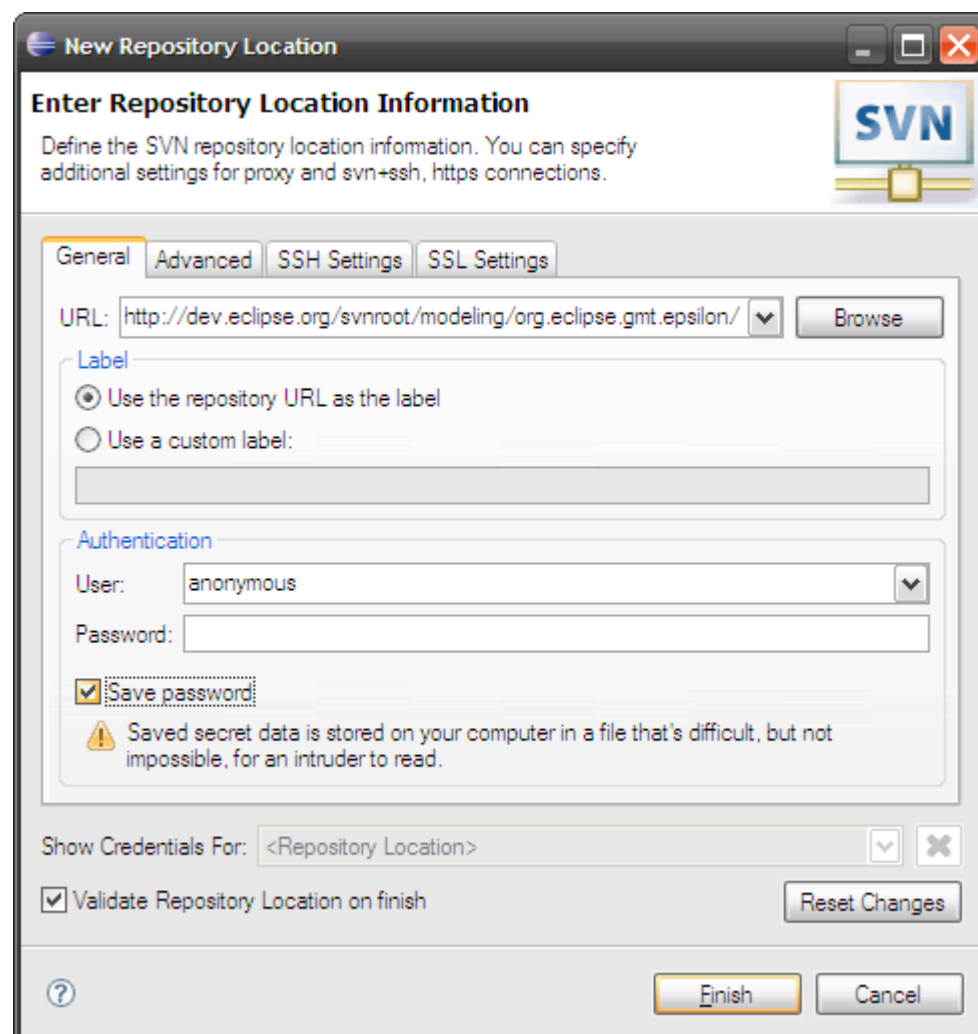 New Repository Location
Enter Repository Location Information
SVN
Define the SVN repository location information. You can specify
additional settings for proxy and svn+ssh, https connections.
General Advanced SSH Settings SSL Settings
URL: http://dev.eclipse.org/svnroot/modeling/org.eclipse.gmt.epsilon/ Browse
Label
Use the repository URL as the label
Use a custom label:
Authentication
User: anonymous
Password:
Save password
Saved secret data is stored on your computer in a file that's difficult, but not
impossible, for an intruder to read.
Show Credentials For: <Repository Location>
Validate Repository Location on finish Reset Changes
? Finish Cancel